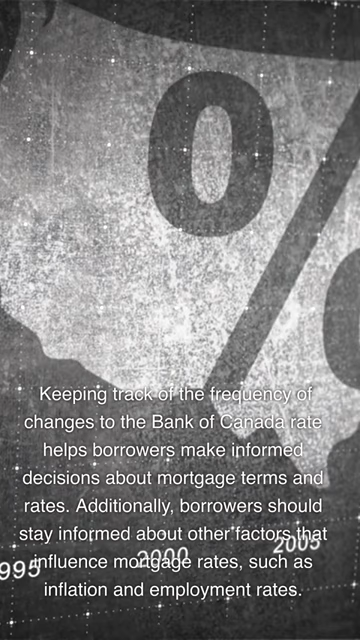 %
Keeping track of the frequency of
changes to the Bank of Canada rate
helps borrowers make informed
decisions about mortgage terms and
rates. Additionally, borrowers should
stay informed about other factors that
influence mortgage rates, such as
inflation and employment rates.
995
2000
2005